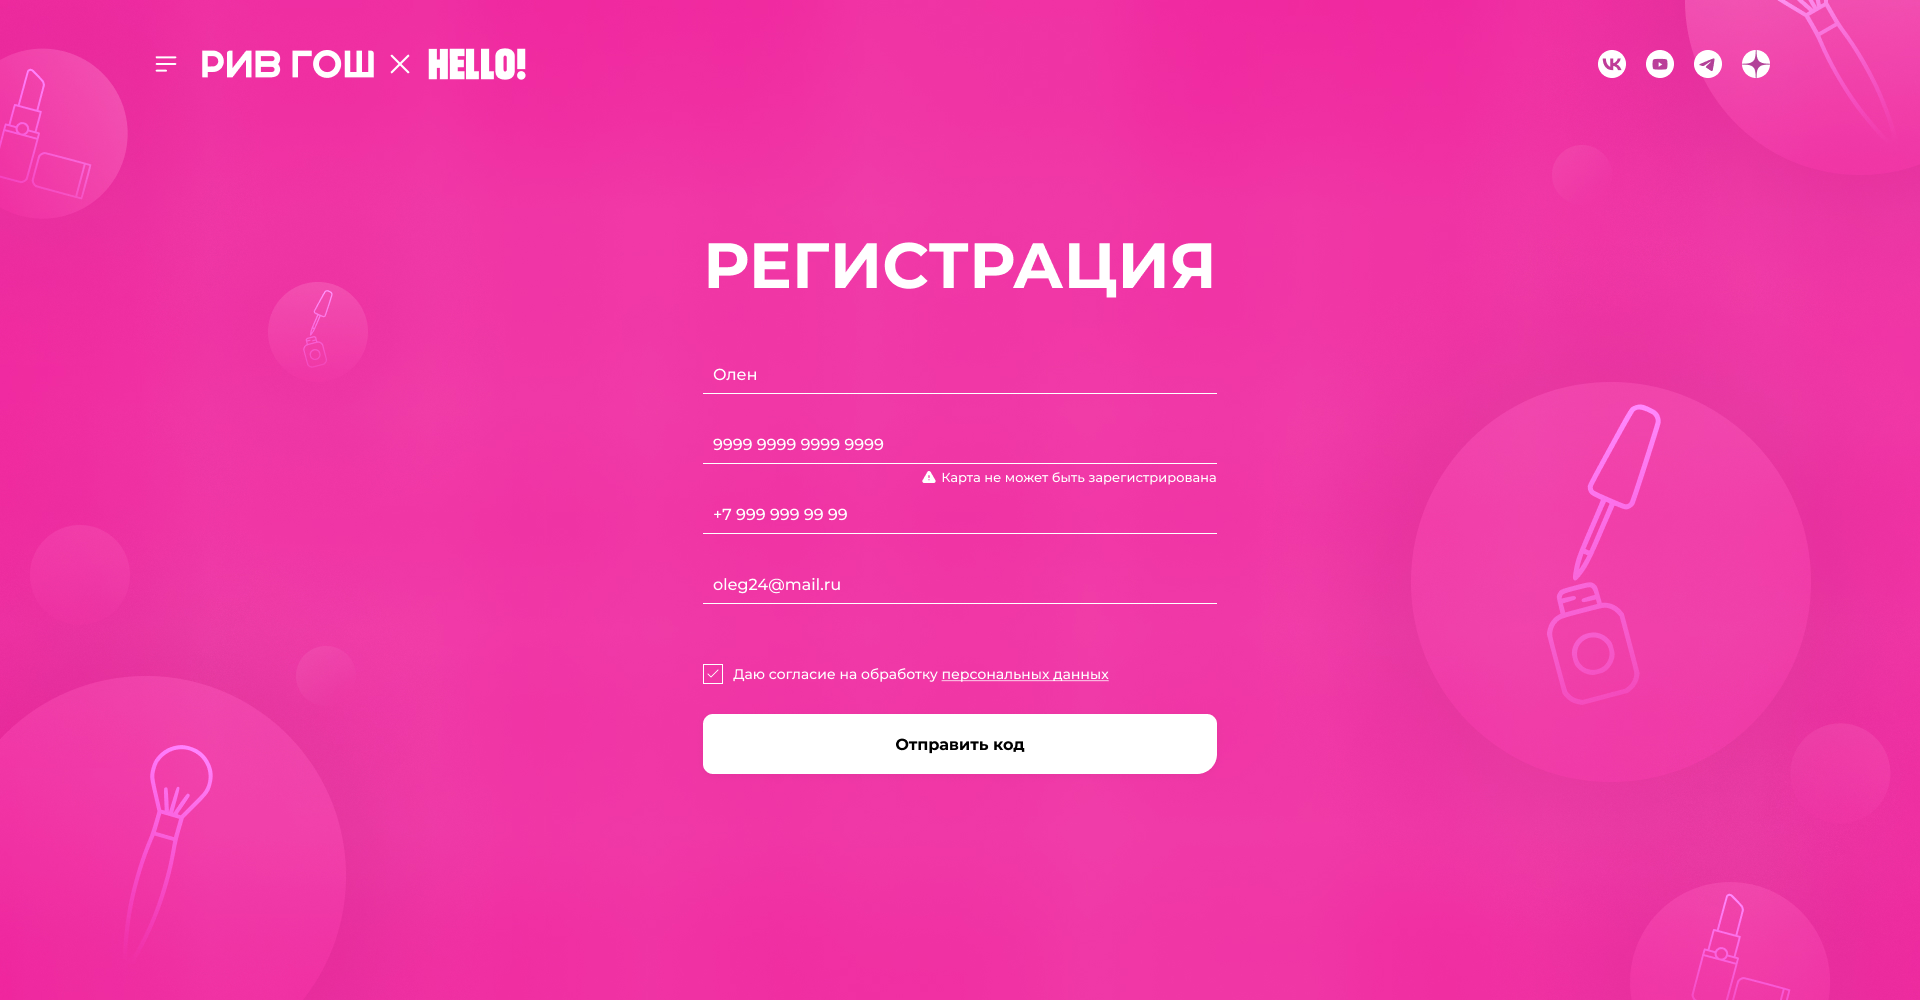 РИВ ГОШ × HELLO!
РЕГИСТРАЦИЯ
Олен
9999 9999 9999 9999
Карта не может быть зарегистрирована
+7 999 999 99 99
oleg24@mail.ru
Даю согласие на обработку персональных данных
Отправить код